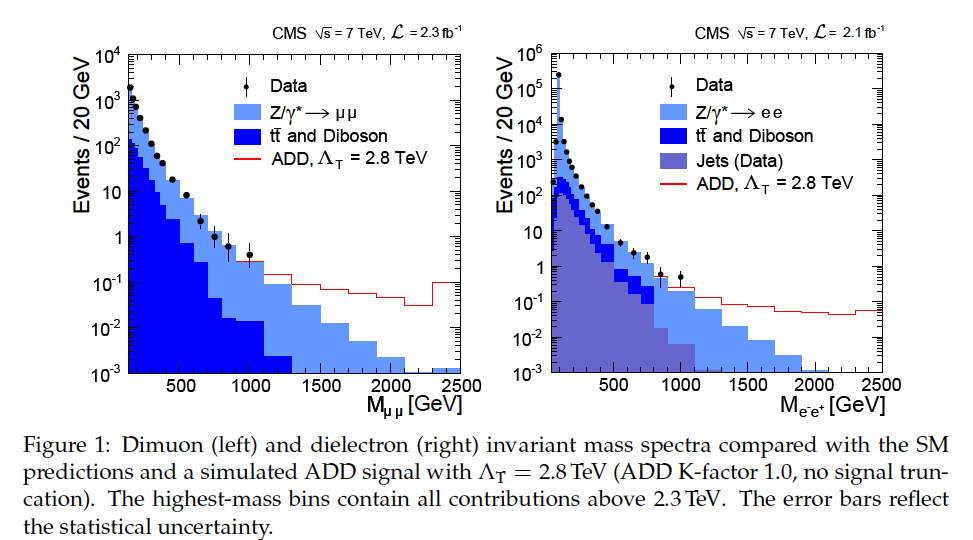 CMS √s = 7 TeV, L = 2.3 fb⁻¹
Events / 20 GeV
10⁴
10³
10²
10
1
10⁻¹
10⁻²
10⁻³
Data
Z/γ* → μμ
tt̄ and Diboson
ADD, Λ_T = 2.8 TeV
500 1000 1500 2000 2500
M_μμ [GeV]
CMS √s = 7 TeV, L = 2.1 fb⁻¹
Events / 20 GeV
10⁶
10⁵
10⁴
10³
10²
10
1
10⁻¹
10⁻²
10⁻³
Data
Z/γ* → ee
tt̄ and Diboson
Jets (Data)
ADD, Λ_T = 2.8 TeV
500 1000 1500 2000 2500
M_e⁻e⁺ [GeV]
Figure 1: Dimuon (left) and dielectron (right) invariant mass spectra compared with the SM
predictions and a simulated ADD signal with Λ_T = 2.8 TeV (ADD K-factor 1.0, no signal trun-
cation). The highest-mass bins contain all contributions above 2.3 TeV. The error bars reflect
the statistical uncertainty.